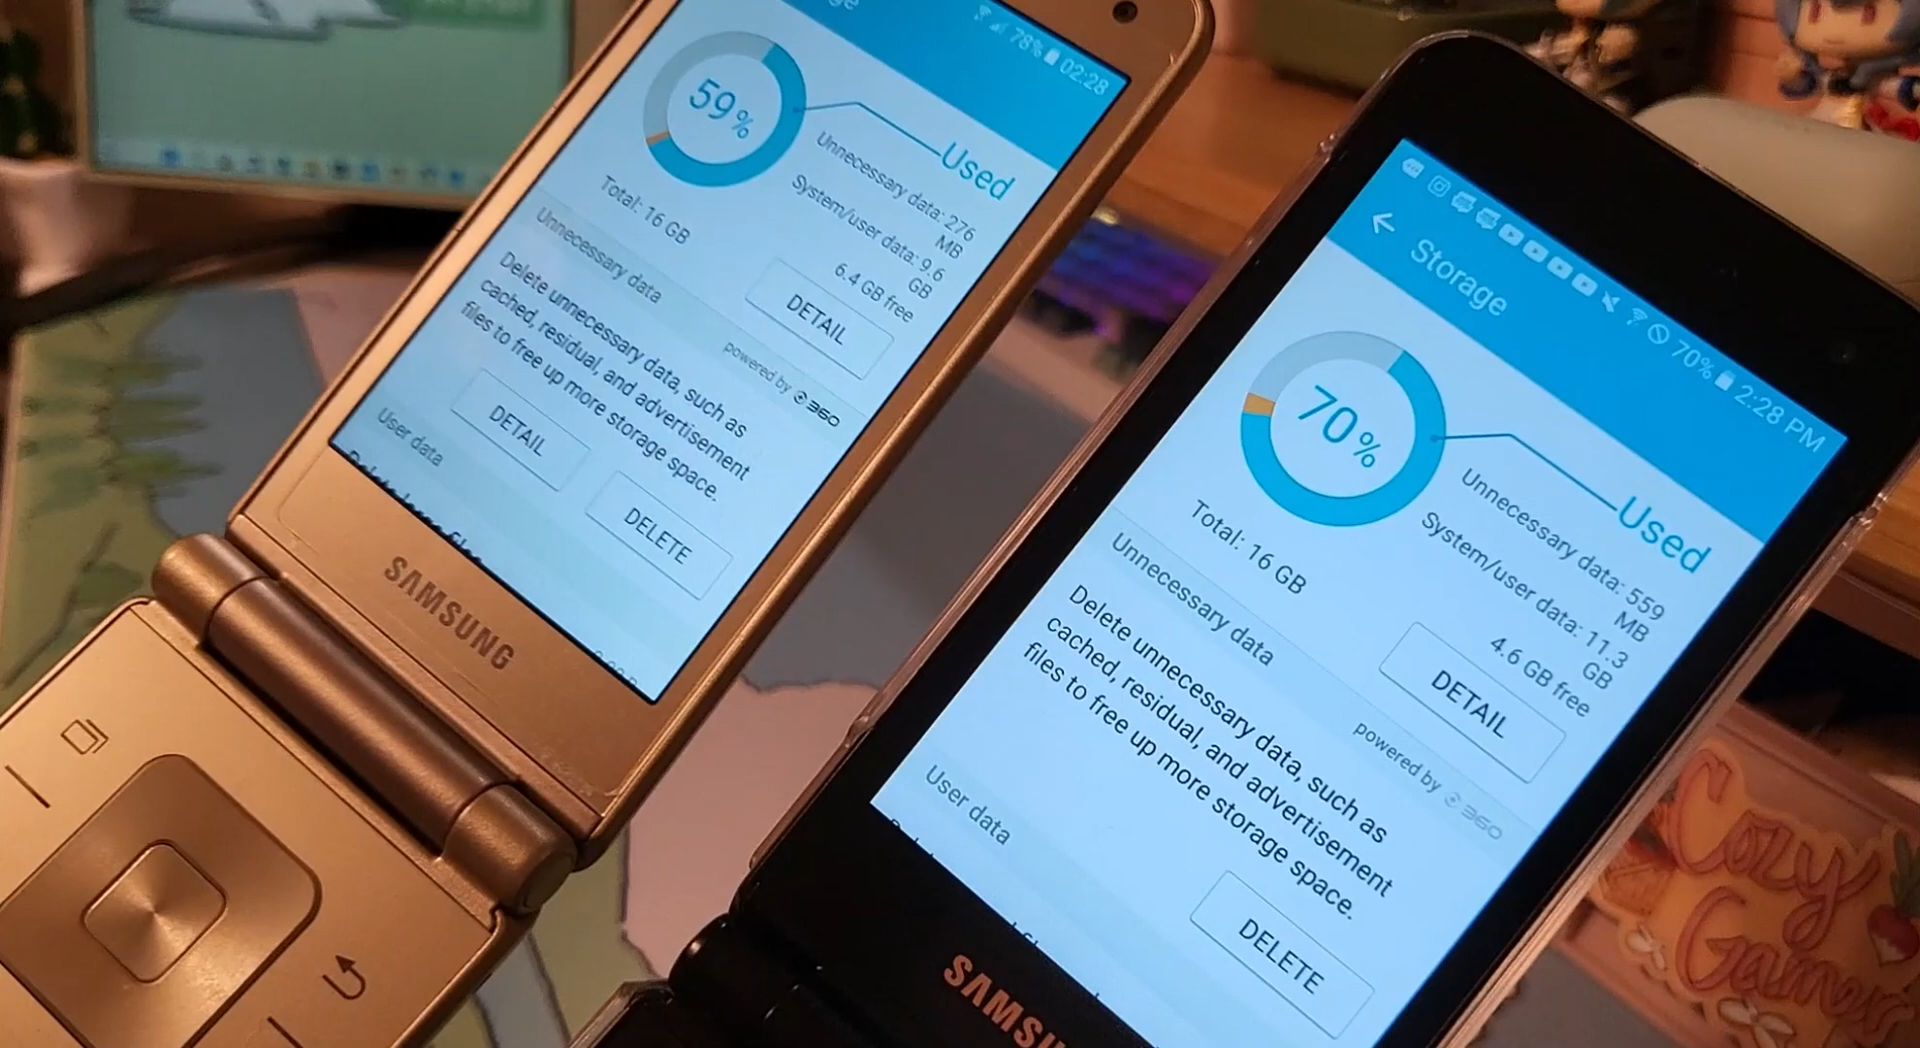 78% 02:28
59%
Used
Unnecessary data: 276
MB
System/user data: 9.6
GB
6.4 GB free
Total: 16 GB
DETAIL
Unnecessary data
powered by 360
Delete unnecessary data, such as
cached, residual, and advertisement
files to free up more storage space.
DETAIL
DELETE
User data
SAMSUNG
70% 2:28 PM
Storage
70%
Used
Unnecessary data: 559
MB
System/user data: 11.3
GB
4.6 GB free
Total: 16 GB
DETAIL
Unnecessary data
powered by 360
Delete unnecessary data, such as
cached, residual, and advertisement
files to free up more storage space.
DELETE
User data
SAMSU
Cozy
Gamers